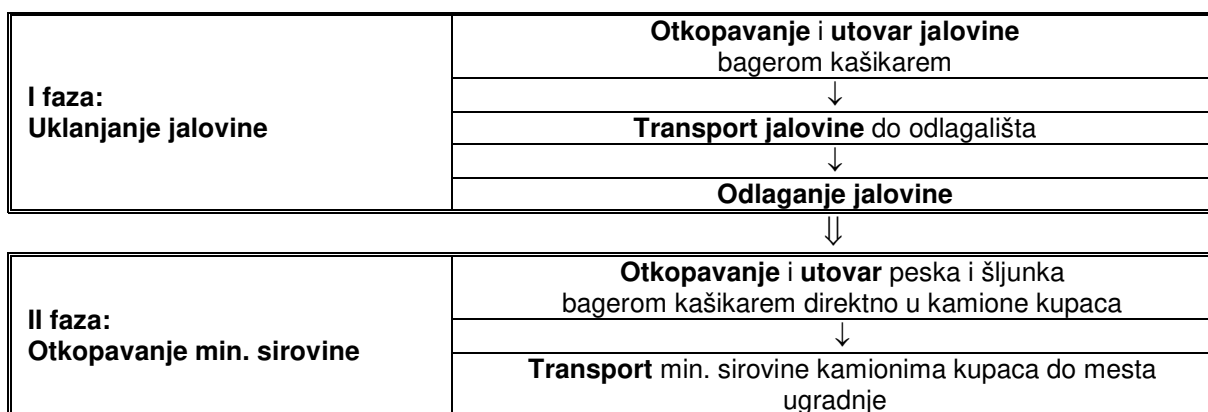 Otkopavanje i utovar jalovine
bagerom kašikarem
I faza:
Uklanjanje jalovine
↓
Transport jalovine do odlagališta
↓
Odlaganje jalovine
⇓
Otkopavanje i utovar peska i šljunka
bagerom kašikarem direktno u kamione kupaca
II faza:
Otkopavanje min. sirovine
↓
Transport min. sirovine kamionima kupaca do mesta
ugradnje